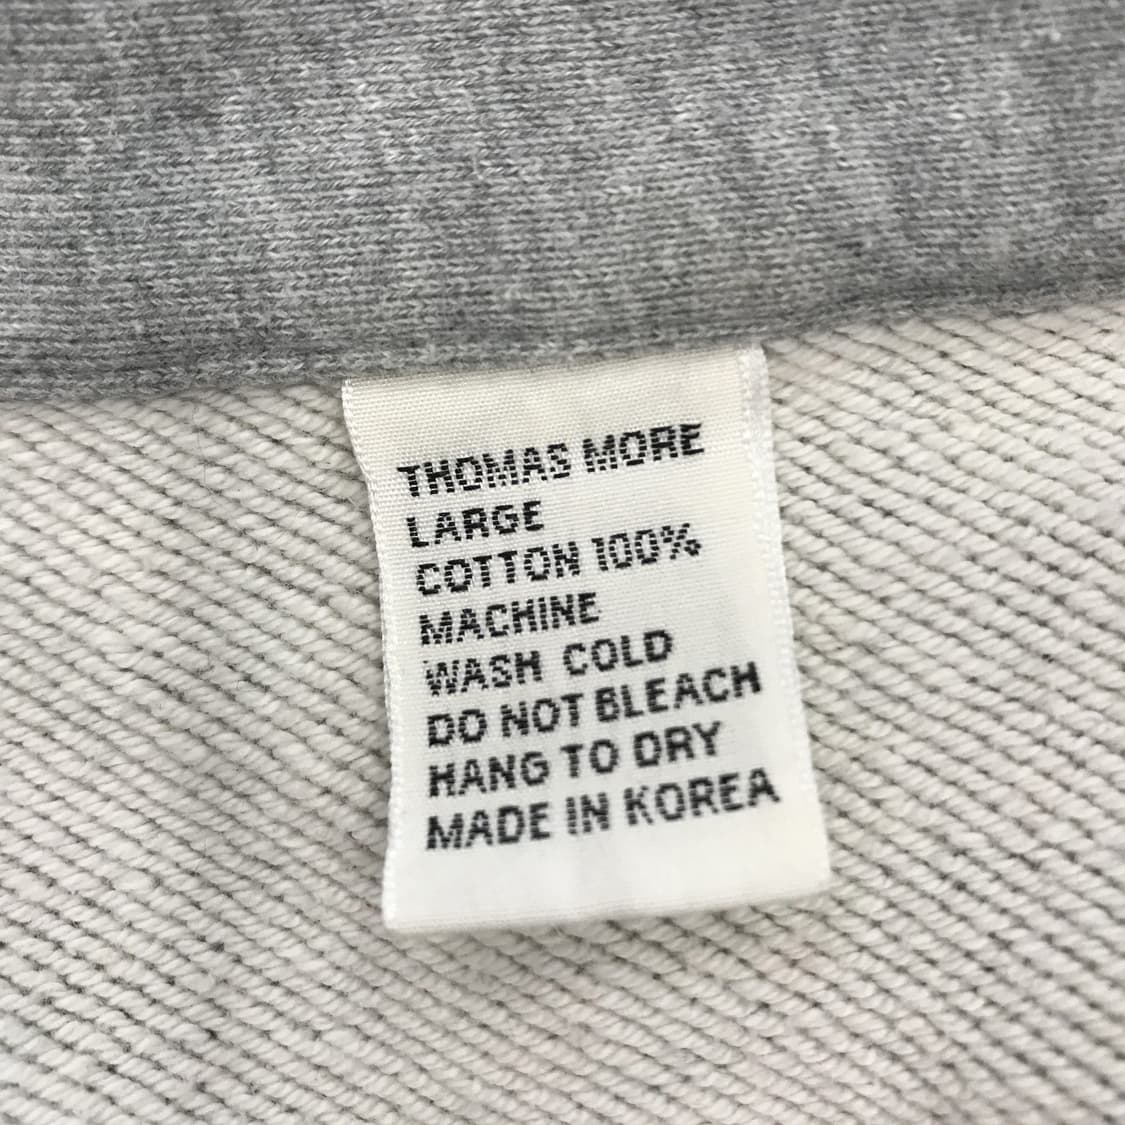 THOMAS MORE
LARGE
COTTON 100%
MACHINE
WASH COLD
DO NOT BLEACH
HANG TO DRY
MADE IN KOREA